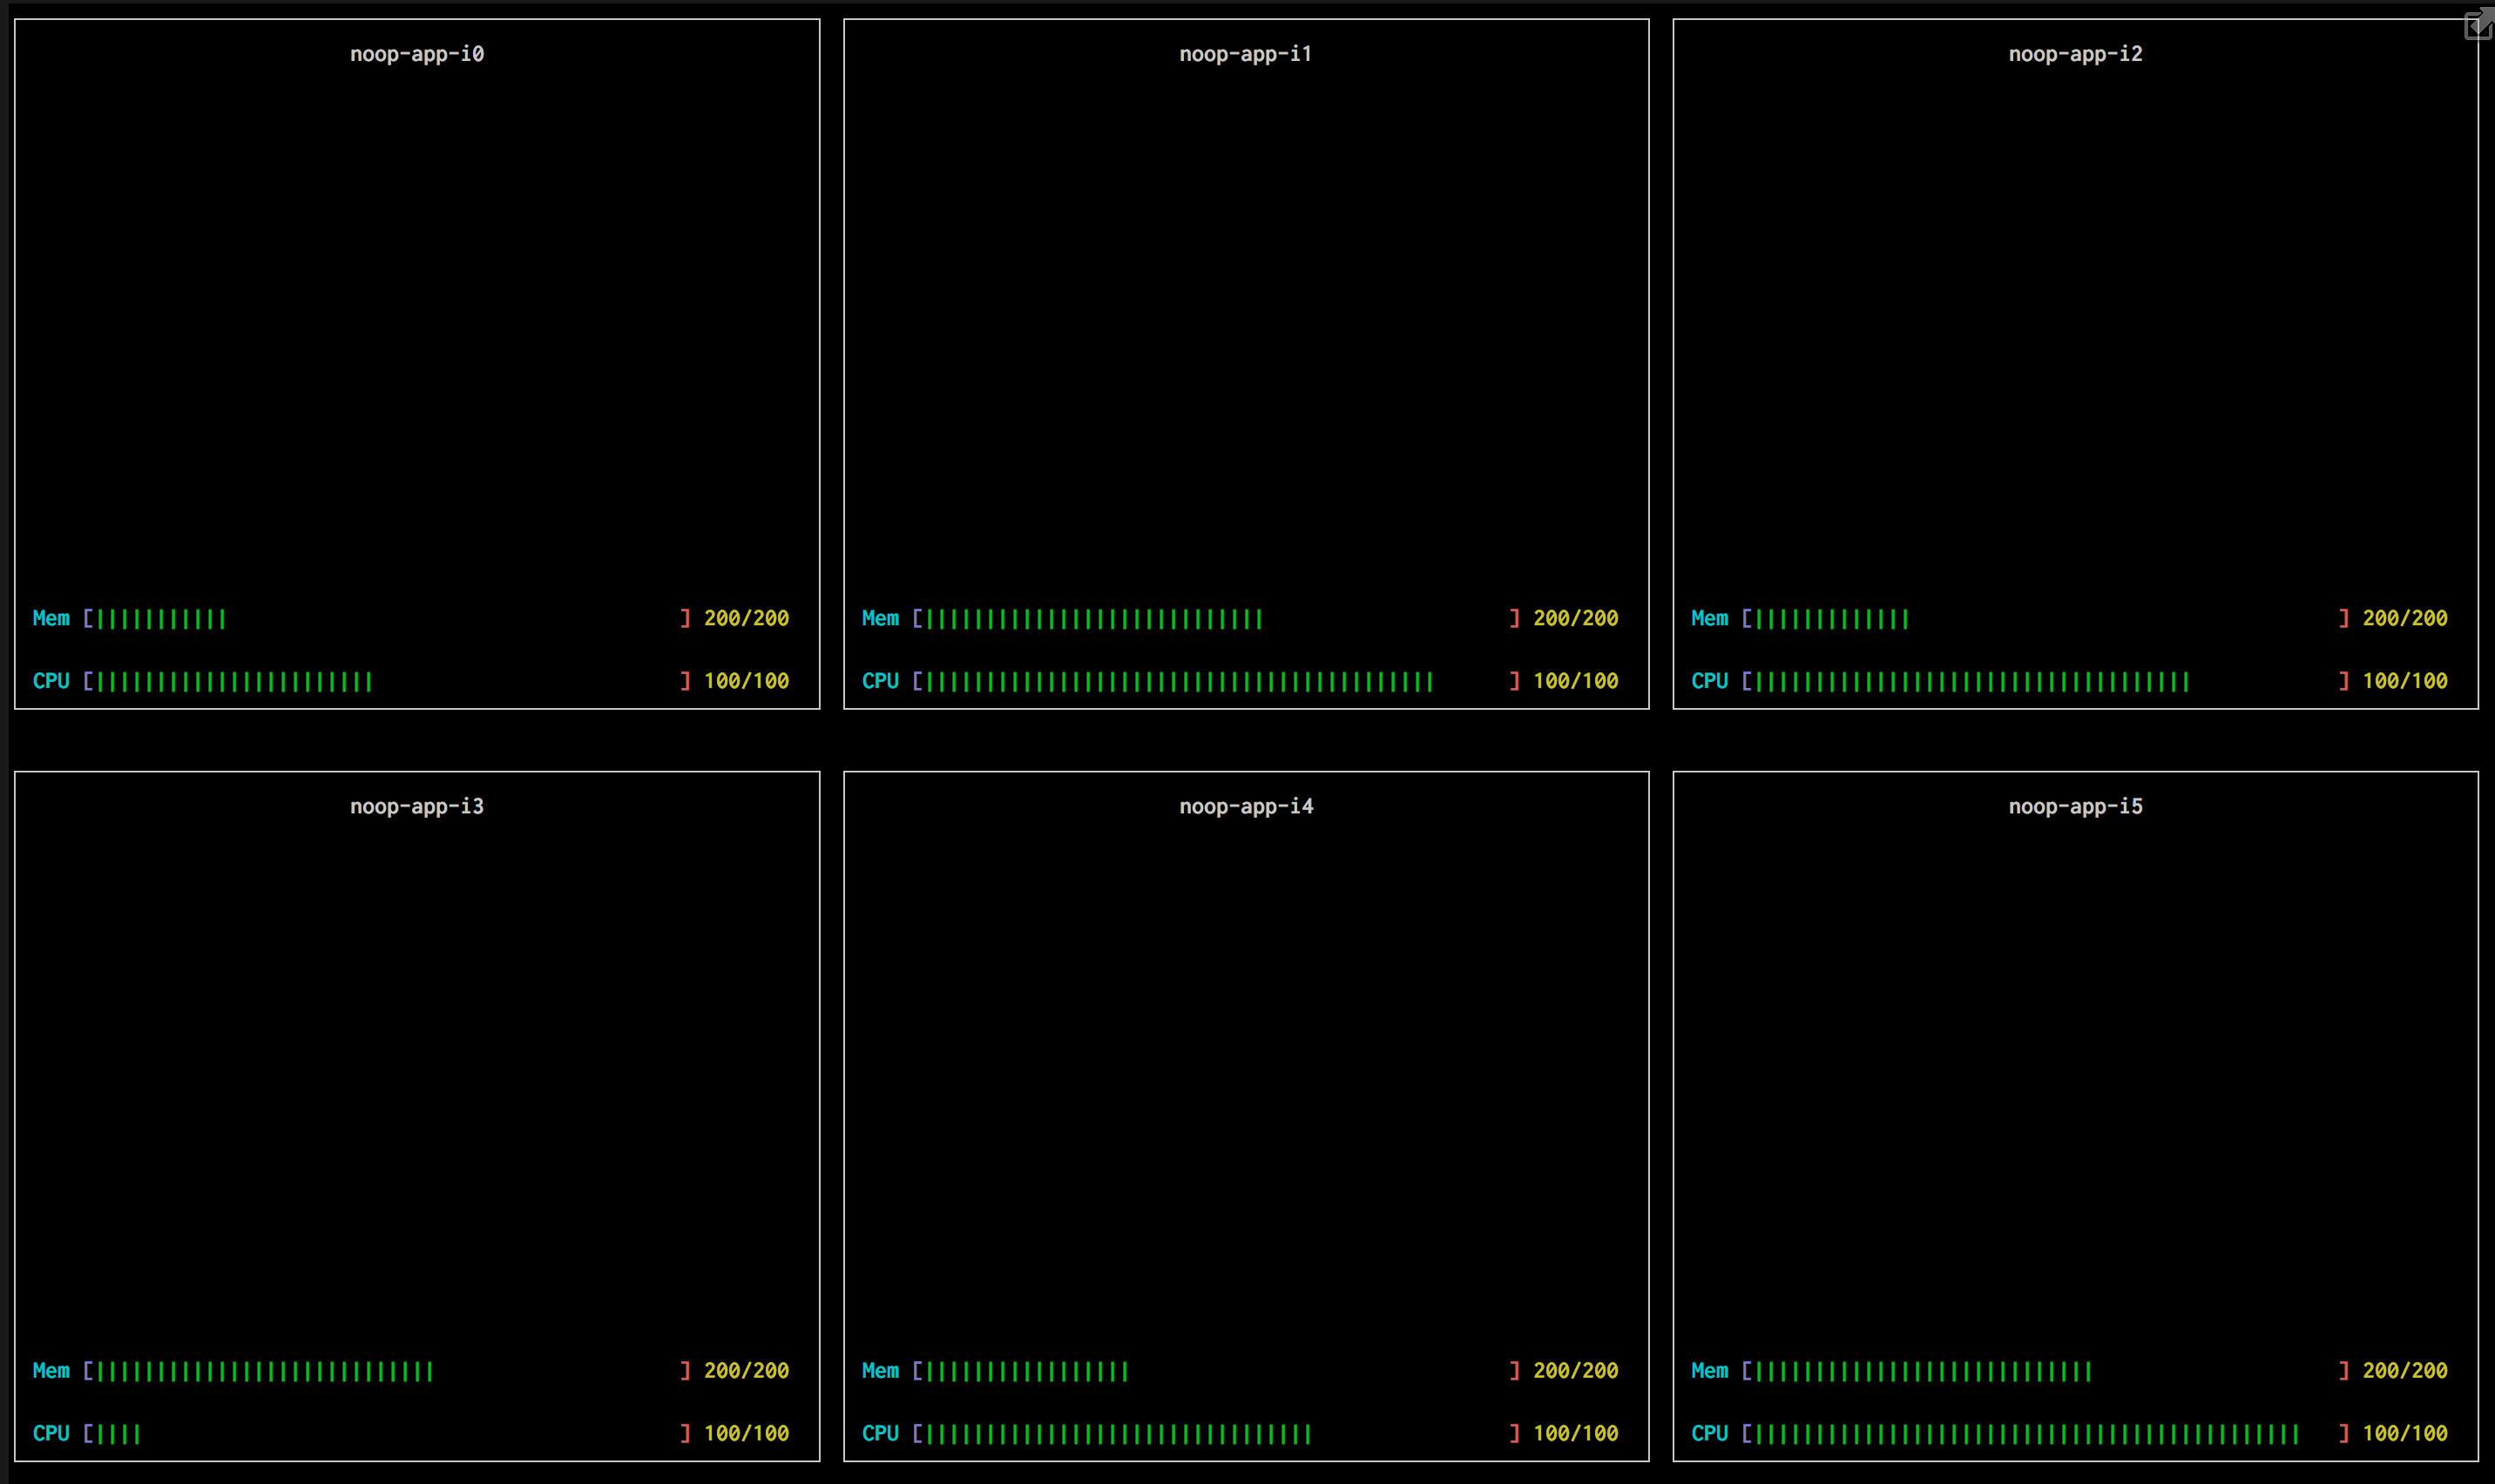 noop-app-i0
Mem [|||||||||||] 200/200
CPU [|||||||||||||||||||||||] 100/100
noop-app-i1
Mem [||||||||||||||||||||||||||||] 200/200
CPU [||||||||||||||||||||||||||||||||||||||||||] 100/100
noop-app-i2
Mem [|||||||||||||] 200/200
CPU [||||||||||||||||||||||||||||||||||||] 100/100
noop-app-i3
Mem [||||||||||||||||||||||||||||] 200/200
CPU [||||] 100/100
noop-app-i4
Mem [|||||||||||||||||] 200/200
CPU [||||||||||||||||||||||||||||||||] 100/100
noop-app-i5
Mem [||||||||||||||||||||||||||||] 200/200
CPU [|||||||||||||||||||||||||||||||||||||||||||||] 100/100